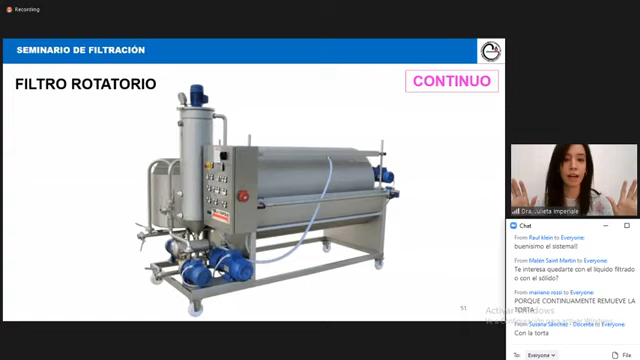 Recording
SEMINARIO DE FILTRACIÓN
FILTRO ROTATORIO
CONTINUO
51
Activar Windows
Dra. Julieta Imperiale
Chat
From Raul klein to Everyone:
buenisimo el sistema!!
From Malén Saint Martin to Everyone:
Te interesa quedarte con el líquido filtrado
o con el sólido?
From mariano rossi to Everyone:
PORQUE CONTINUAMENTE REMUEVE LA
TORTA
From Susana Sánchez - Docente to Everyone:
Con la torta
To: Everyone
File